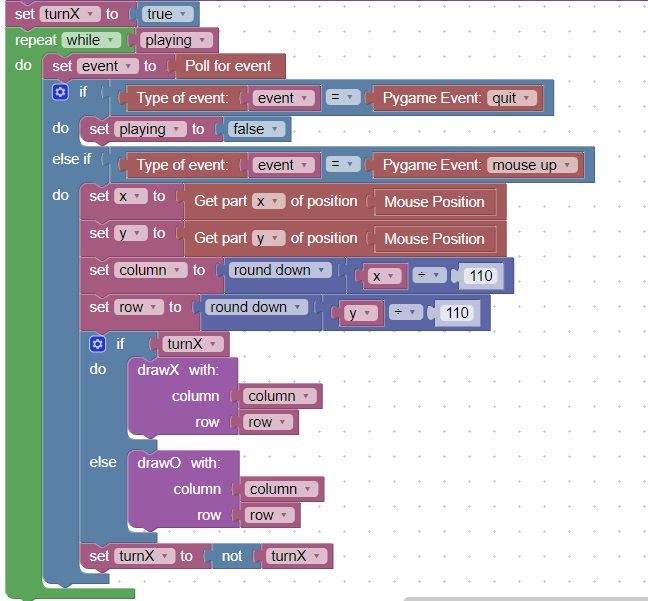 set turnX to true
repeat while playing
do set event to Poll for event
if Type of event: event = Pygame Event: quit
do set playing to false
else if Type of event: event = Pygame Event: mouse up
do set x to Get part x of position Mouse Position
set y to Get part y of position Mouse Position
set column to round down x ÷ 110
set row to round down y ÷ 110
if turnX
do drawX with:
column column
row row
else drawO with:
column column
row row
set turnX to not turnX